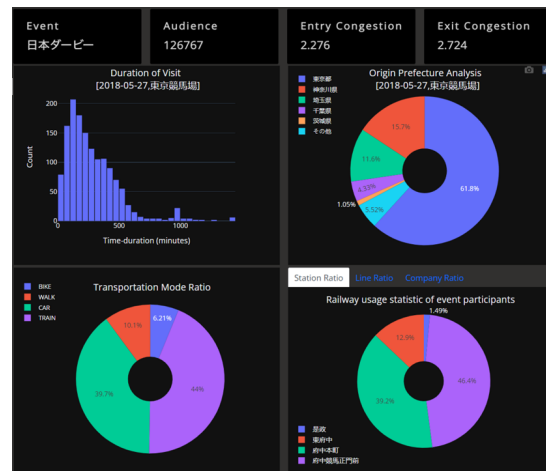 Event
日本ダービー
Audience
126767
Entry Congestion
2.276
Exit Congestion
2.724
Duration of Visit
[2018-05-27,東京競馬場]
200
150
100
50
0
Count
0
500
1000
Time-duration (minutes)
Origin Prefecture Analysis
[2018-05-27,東京競馬場]
東京都
神奈川県
埼玉県
千葉県
茨城県
その他
15.7%
11.6%
4.33%
1.05%
5.52%
61.8%
Transportation Mode Ratio
BIKE
WALK
CAR
TRAIN
10.1%
6.21%
39.7%
44%
Station Ratio
Line Ratio
Company Ratio
Railway usage statistic of event participants
1.49%
12.9%
46.4%
39.2%
是政
東府中
府中本町
府中競馬正門前